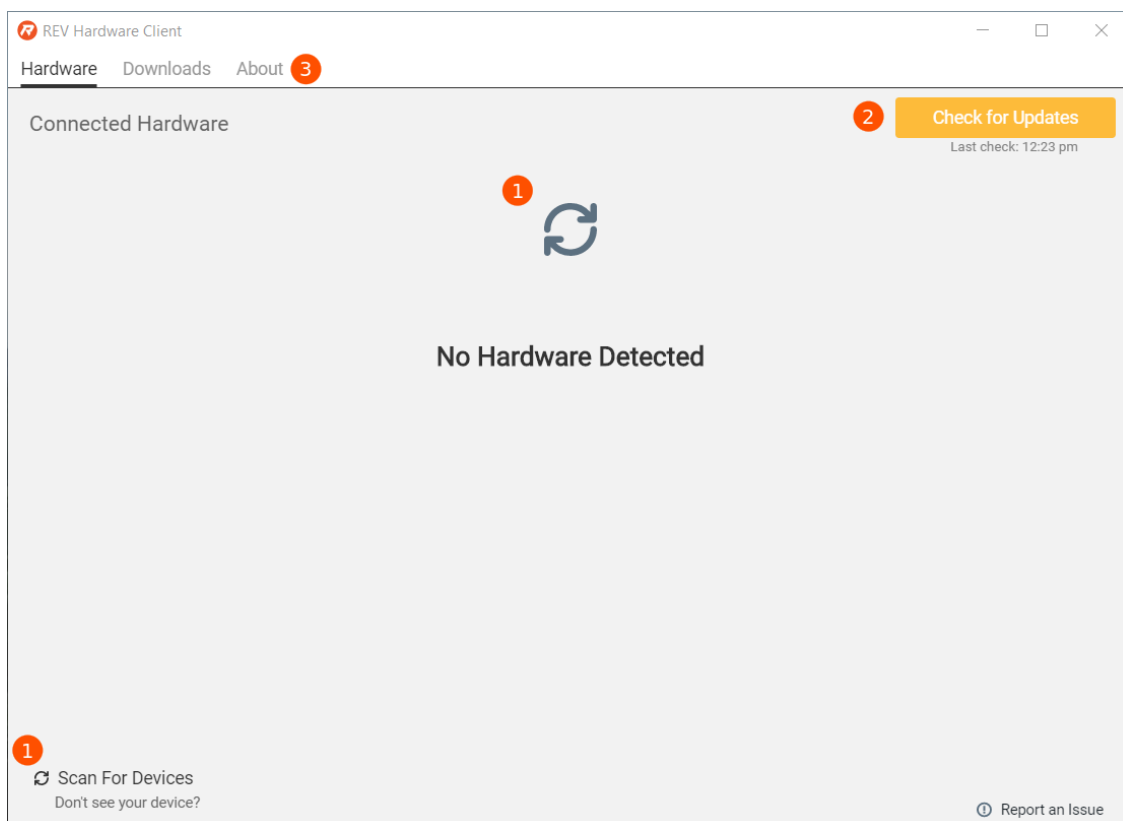 REV Hardware Client
Hardware Downloads About 3
Connected Hardware
2 Check for Updates
Last check: 12:23 pm
1
No Hardware Detected
1
Scan For Devices
Don't see your device?
Report an Issue